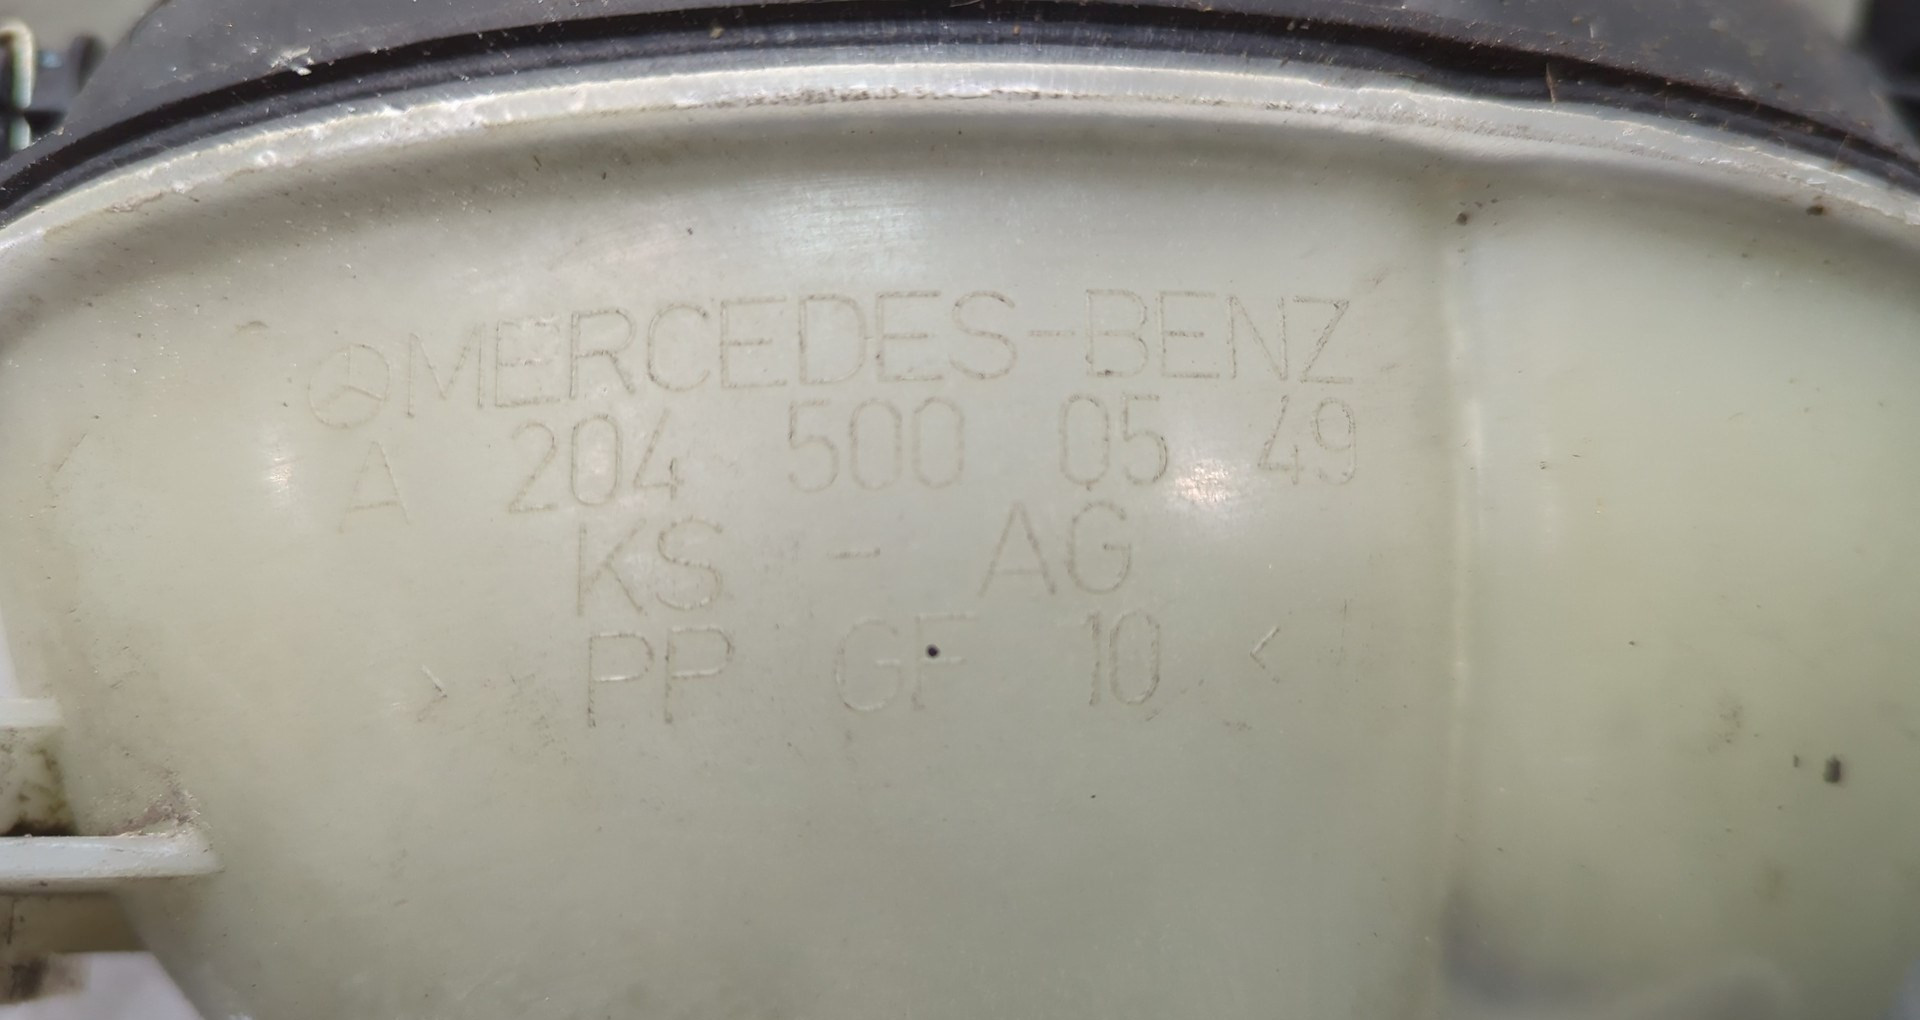 MERCEDES-BENZ
A 204 500 05 49
KS - AG
> PP GF 10 <